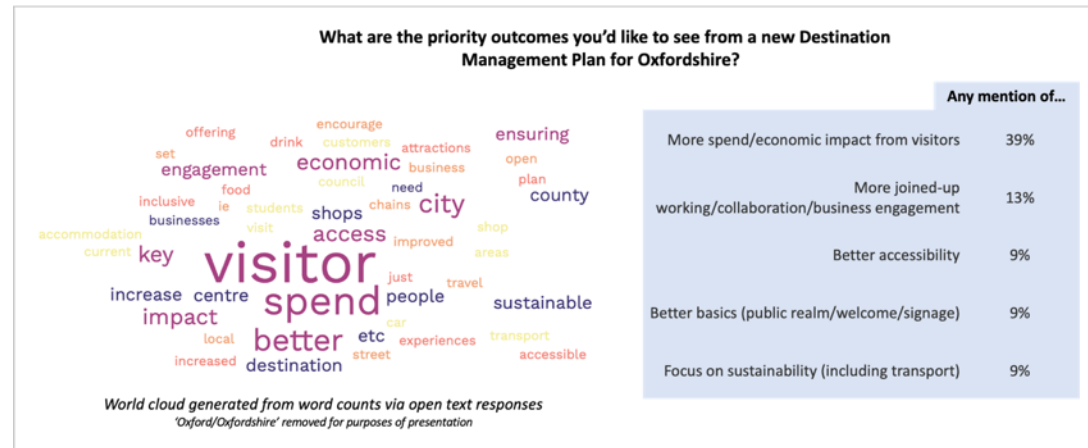 What are the priority outcomes you'd like to see from a new Destination
Management Plan for Oxfordshire?
Any mention of...
encourage
offering
drink
customers
ensuring
set
economic
attractions
engagement
business
open
council
plan
food
need
inclusive
ie
chains
city
county
students
shops
businesses
visit
access
shop
accommodation
improved
current
key
visitor
areas
just
travel
increase
centre
spend
people
sustainable
impact
car
local
better
etc
experiences
transport
street
increased
destination
accessible
World cloud generated from word counts via open text responses
'Oxford/Oxfordshire' removed for purposes of presentation
More spend/economic impact from visitors 39%
More joined-up
working/collaboration/business engagement 13%
Better accessibility 9%
Better basics (public realm/welcome/signage) 9%
Focus on sustainability (including transport) 9%